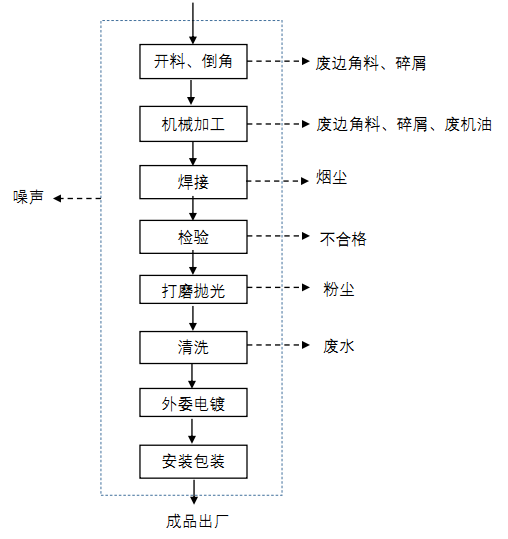 开料、倒角
废边角料、碎屑
机械加工
废边角料、碎屑、废机油
焊接
烟尘
噪声
检验
不合格
打磨抛光
粉尘
清洗
废水
外委电镀
安装包装
成品出厂